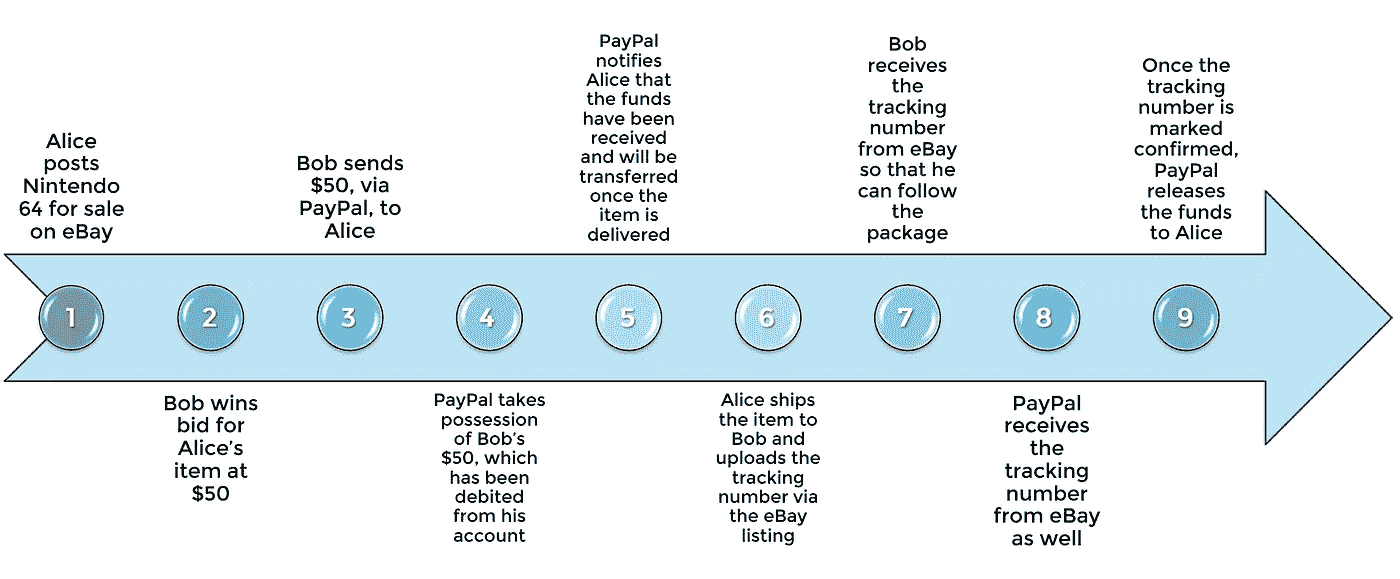 Alice
posts
Nintendo
64 for sale
on eBay
1
Bob wins
bid for
Alice's
item at
$50
2
Bob sends
$50, via
PayPal, to
Alice
3
PayPal takes
possession
of Bob's
$50, which
has been
debited
from his
account
4
PayPal
notifies
Alice that
the funds
have been
received
and will be
transferred
once the
item is
delivered
5
Alice ships
the item to
Bob and
uploads the
tracking
number via
the eBay
listing
6
Bob
receives
the
tracking
number
from eBay
so that he
can follow
the
package
7
PayPal
receives
the
tracking
number
from eBay
as well
8
Once the
tracking
number is
marked
confirmed,
PayPal
releases
the funds
to Alice
9